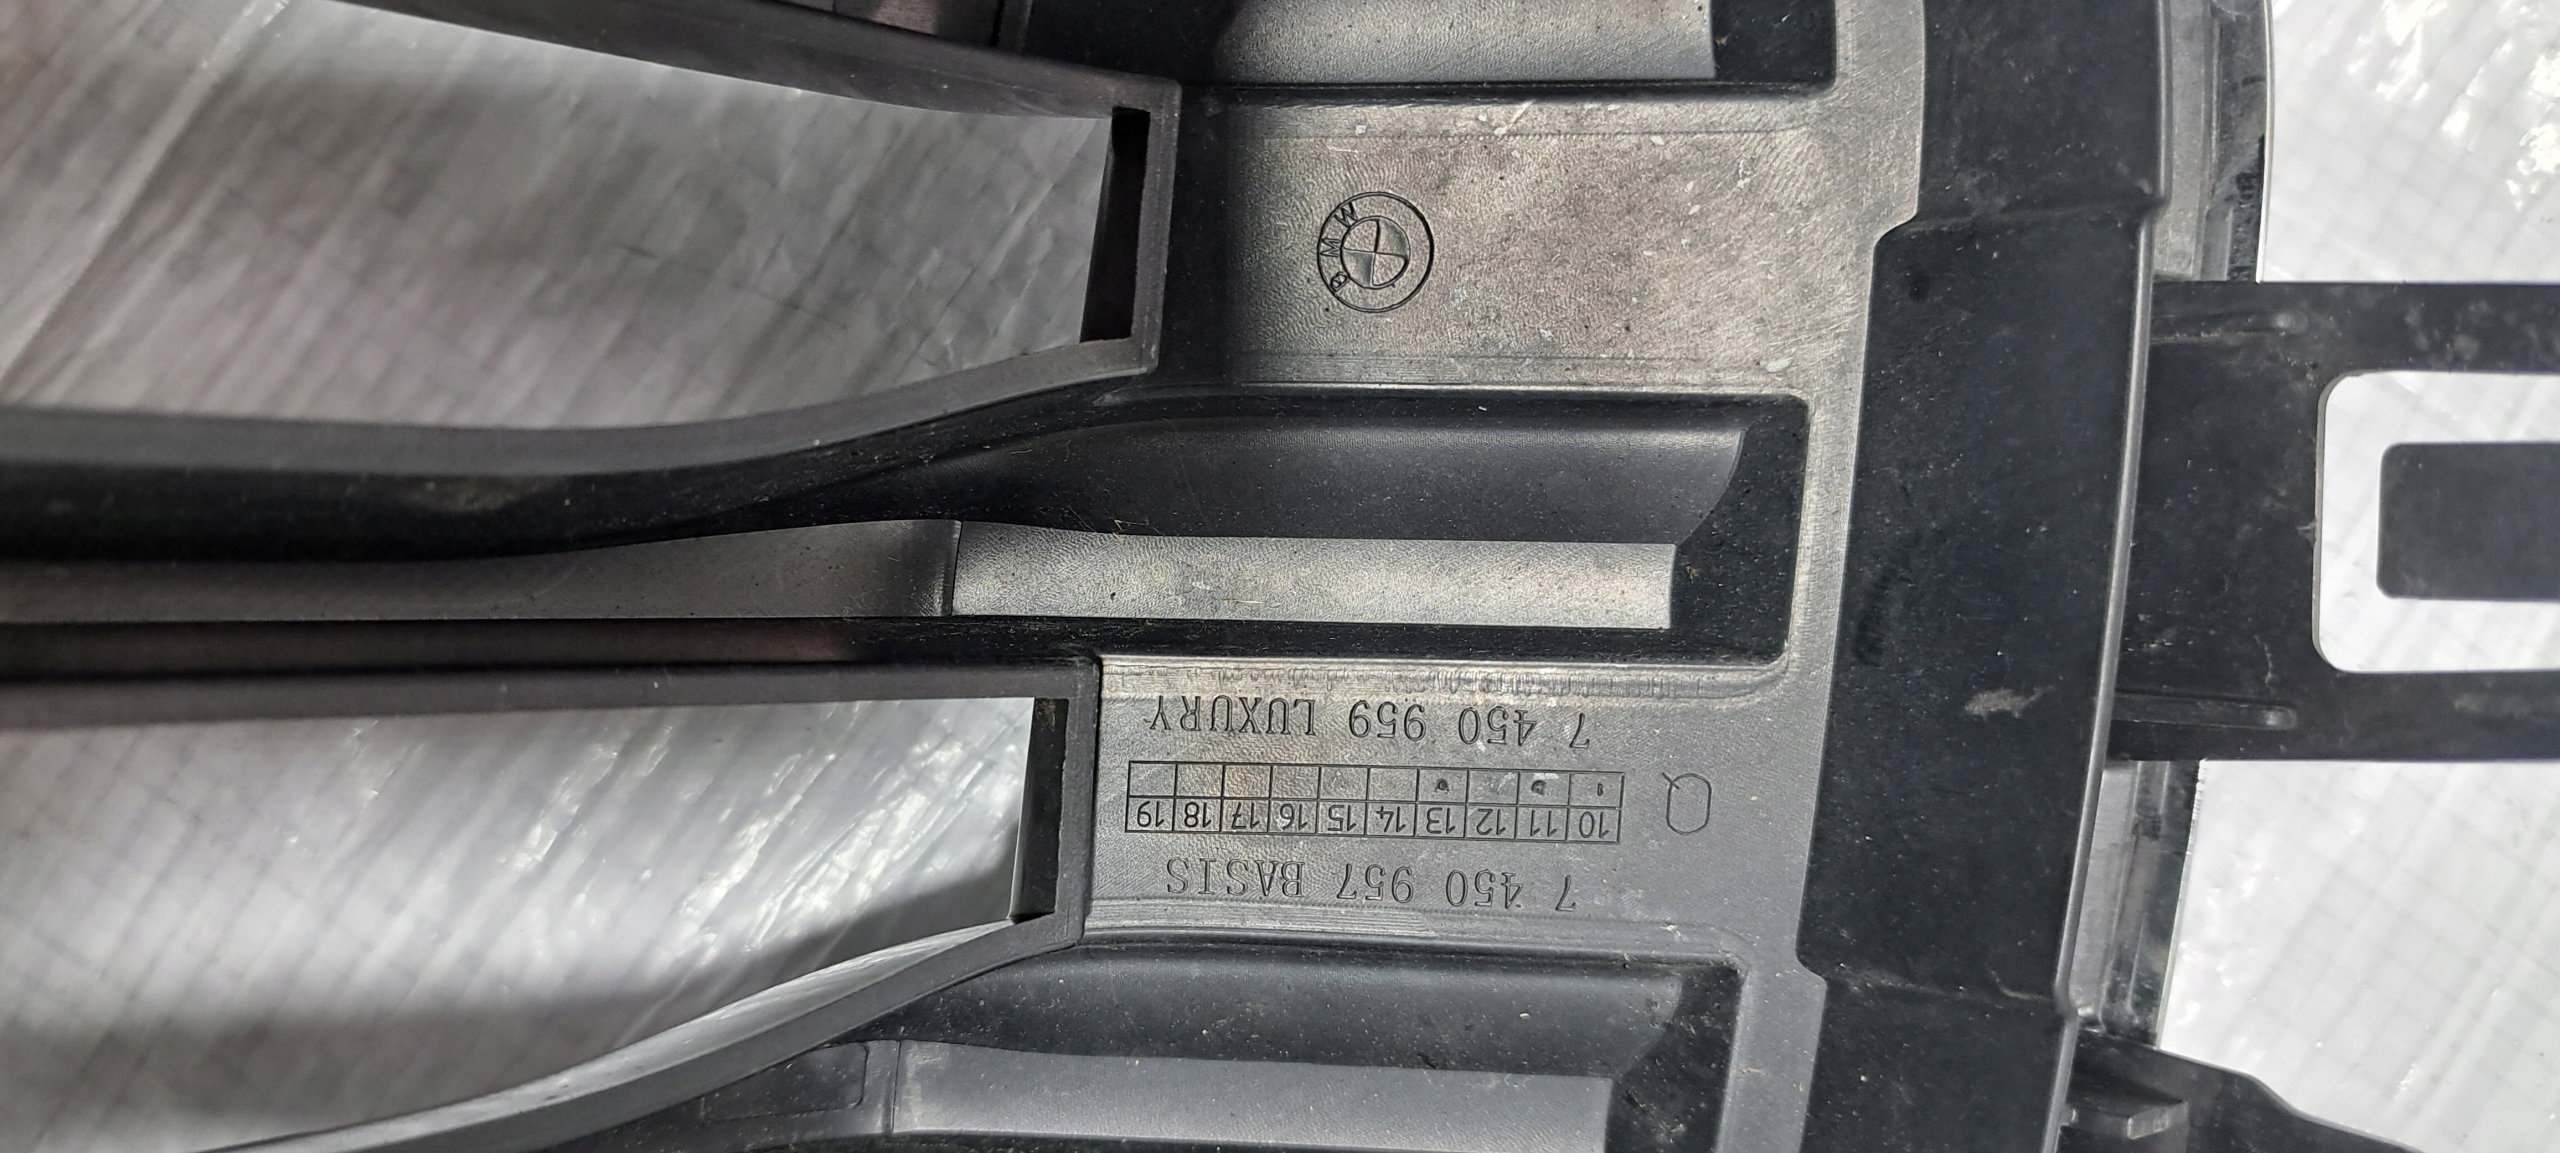 7 450 957 BASIS
Q
10 11 12 13 14 15 16 17 18 19
7 450 959 LUXURY
BMW